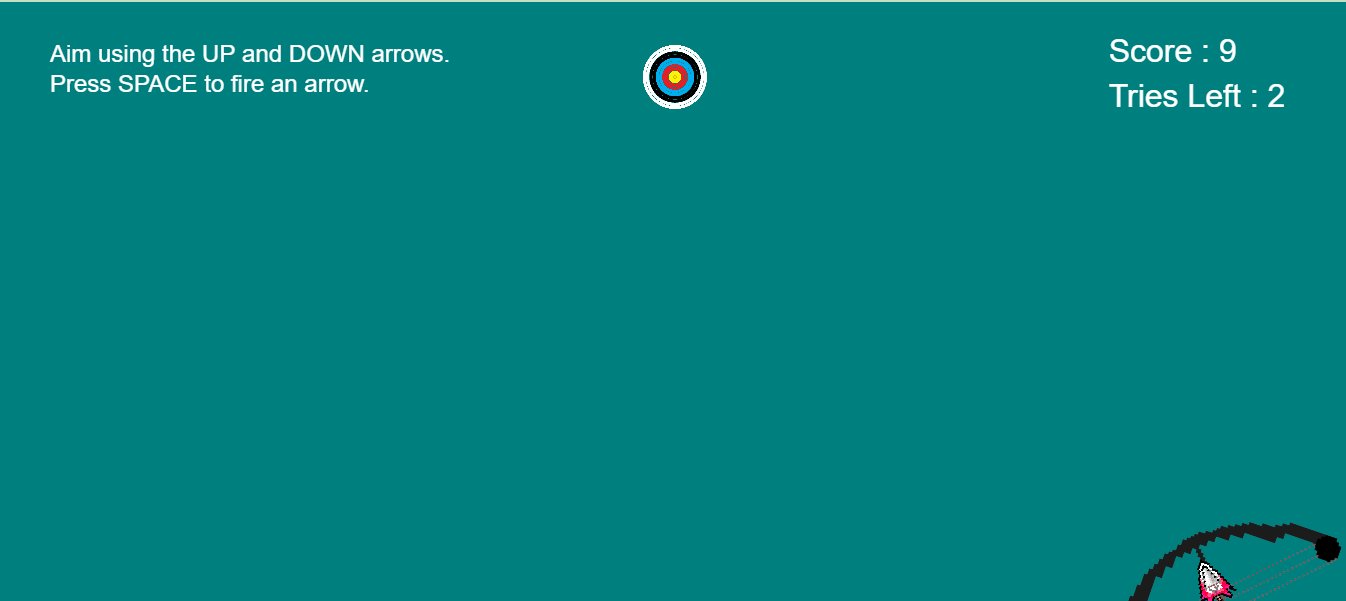 Aim using the UP and DOWN arrows.
Press SPACE to fire an arrow.
Score : 9
Tries Left : 2